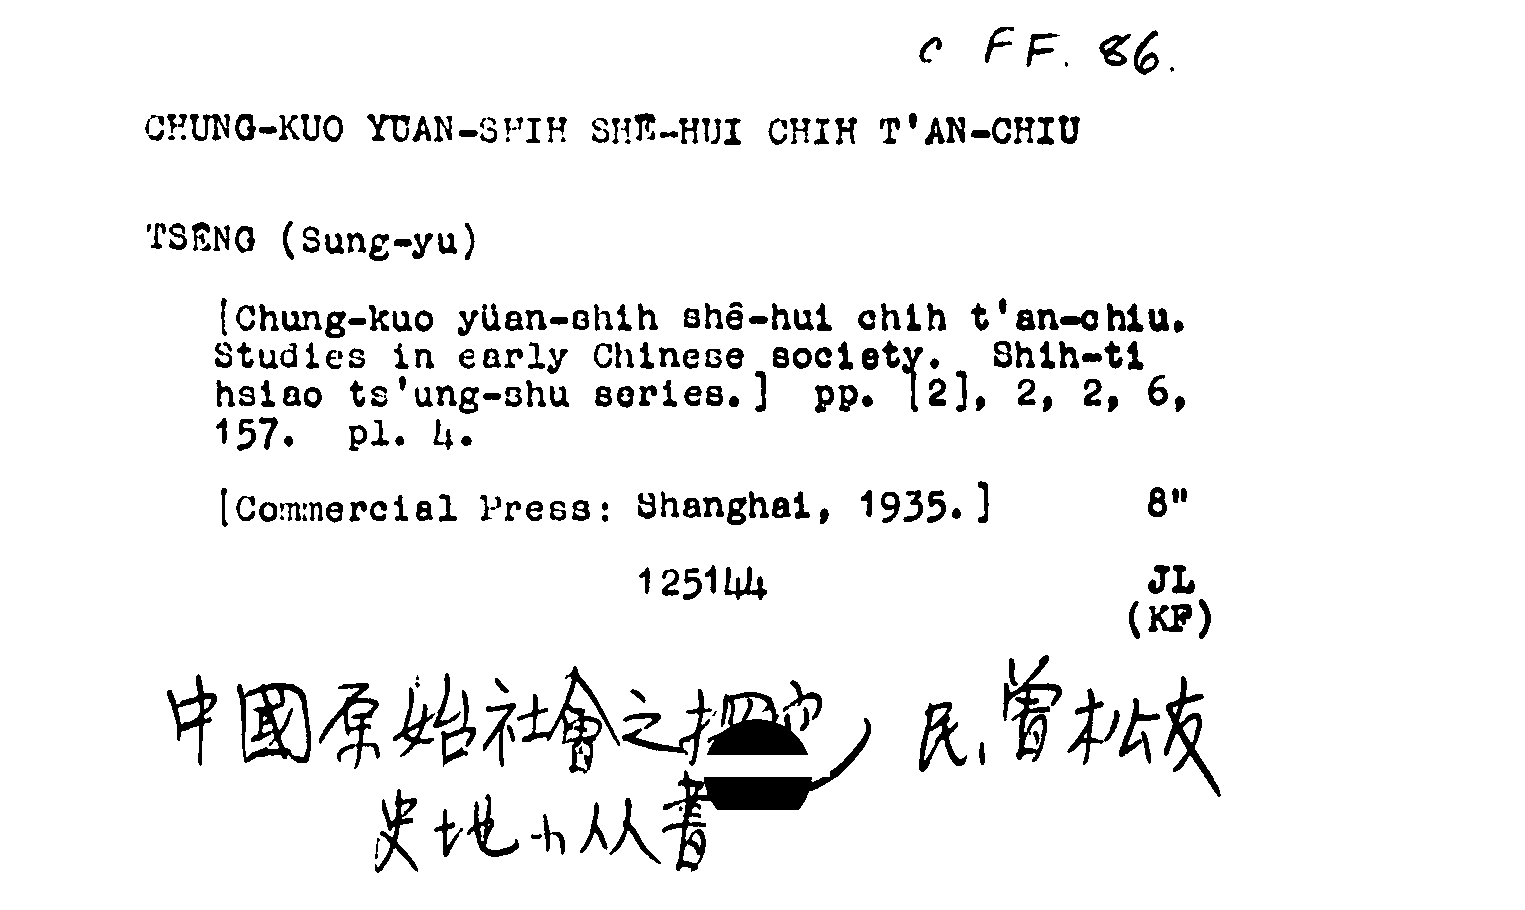 c FF. 86.
CHUNG-KUO YUAN-SHIH SHE-HUI CHIH T'AN-CHIU
TSENG (Sung-yu)
[Chung-kuo yüan-shih shê-hui chih t'an-chiu.
Studies in early Chinese society. Shih-ti
hsiao ts'ung-shu series.] pp. [2], 2, 2, 6,
157. pl. 4.
[Commercial Press: Shanghai, 1935.] 8"
125144 JL
(KF)
中國原始社會之探究 民、曾松友
史地小从書